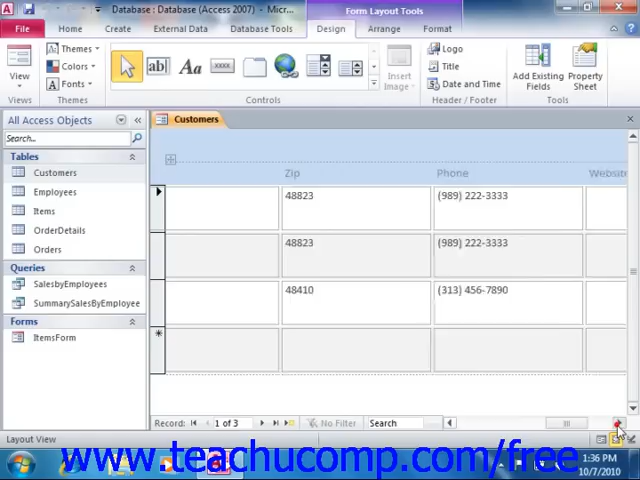 Database : Database (Access 2007) - Micr...
Form Layout Tools
File Home Create External Data Database Tools Design Arrange Format
View
Views
Themes
Colors
Fonts
Themes
ab|
Aa
xxxx
Controls
Insert
Image
Logo
Title
Date and Time
Header / Footer
Add Existing
Fields
Property
Sheet
Tools
All Access Objects
Search...
Tables
Customers
Employees
Items
OrderDetails
Orders
Queries
SalesbyEmployees
SummarySalesByEmployee
Forms
ItemsForm
Customers
Zip Phone Website
48823 (989) 222-3333
48823 (989) 222-3333
48410 (313) 456-7890
Record: 1 of 3 No Filter Search
Layout View
www.teachucomp.com/free
1:36 PM
10/7/2010